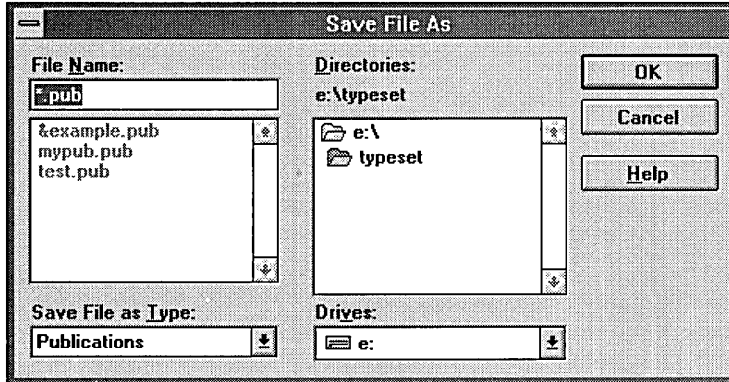 Save File As
File Name:
*.pub
&example.pub
mypub.pub
test.pub
Save File as Type:
Publications
Directories:
e:\typeset
e:\
typeset
Drives:
e:
OK
Cancel
Help